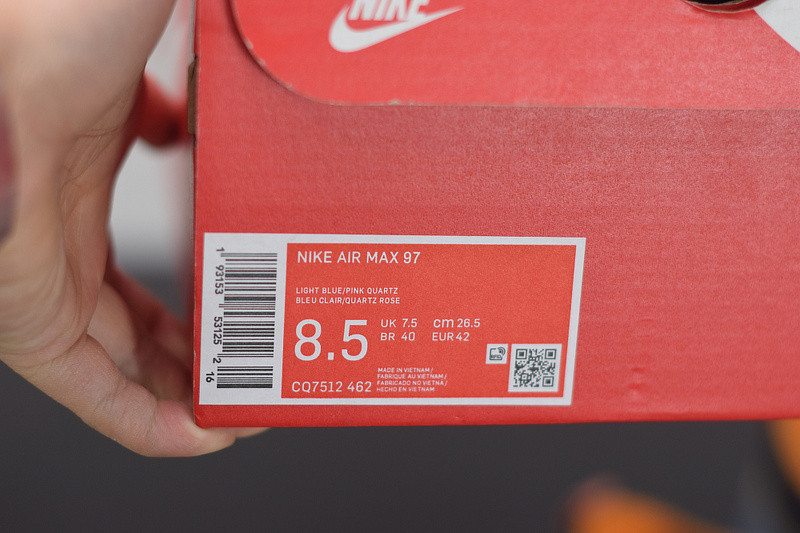 NIKE
NIKE AIR MAX 97
LIGHT BLUE/PINK QUARTZ
BLEU CLAIR/QUARTZ ROSE
8.5
UK 7.5 cm 26.5
BR 40 EUR 42
CQ7512 462
MADE IN VIETNAM /
FABRIQUÉ AU VIETNAM /
FABRICADO NO VIETNÃ /
HECHO EN VIETNAM
1 93153 53125 2 16